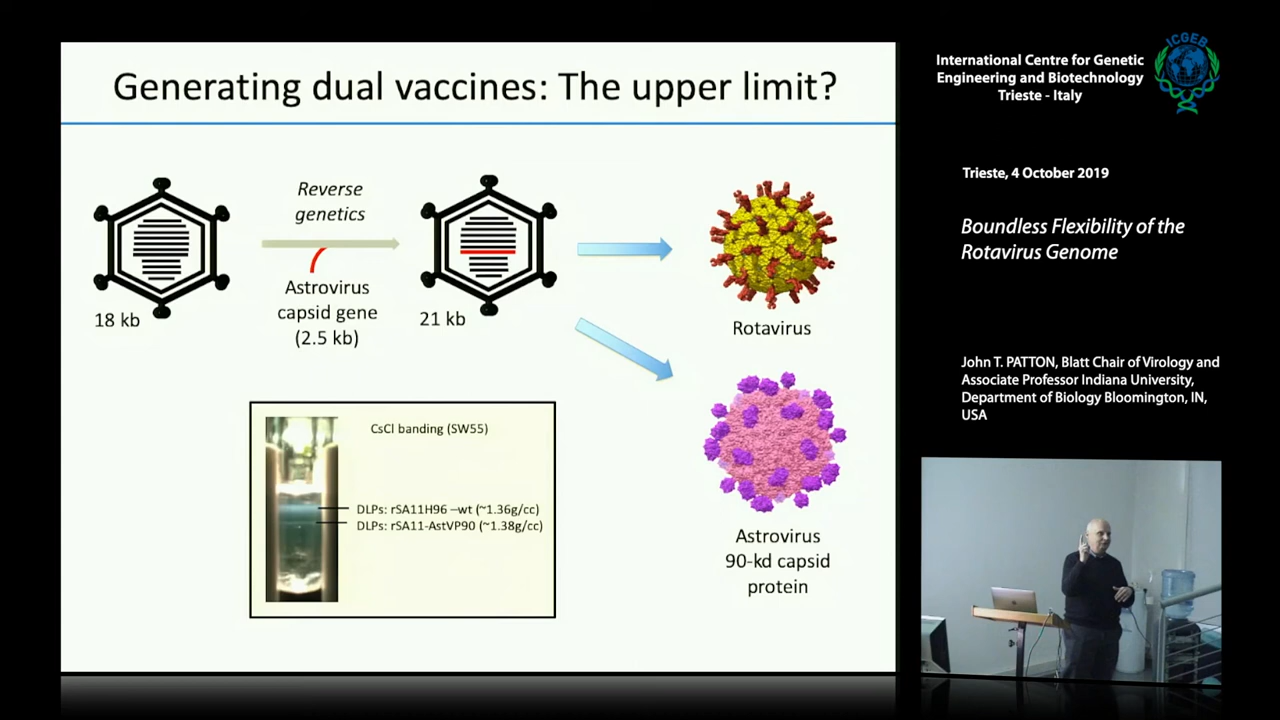 Generating dual vaccines: The upper limit?
Reverse
genetics
Astrovirus
capsid gene
(2.5 kb)
18 kb
21 kb
Rotavirus
CsCl banding (SW55)
DLPs: rSA11H96 –wt (~1.36g/cc)
DLPs: rSA11-AstVP90 (~1.38g/cc)
Astrovirus
90-kd capsid
protein
International Centre for Genetic
Engineering and Biotechnology
Trieste - Italy
ICGEB
Trieste, 4 October 2019
Boundless Flexibility of the
Rotavirus Genome
John T. PATTON, Blatt Chair of Virology and
Associate Professor Indiana University,
Department of Biology Bloomington, IN,
USA